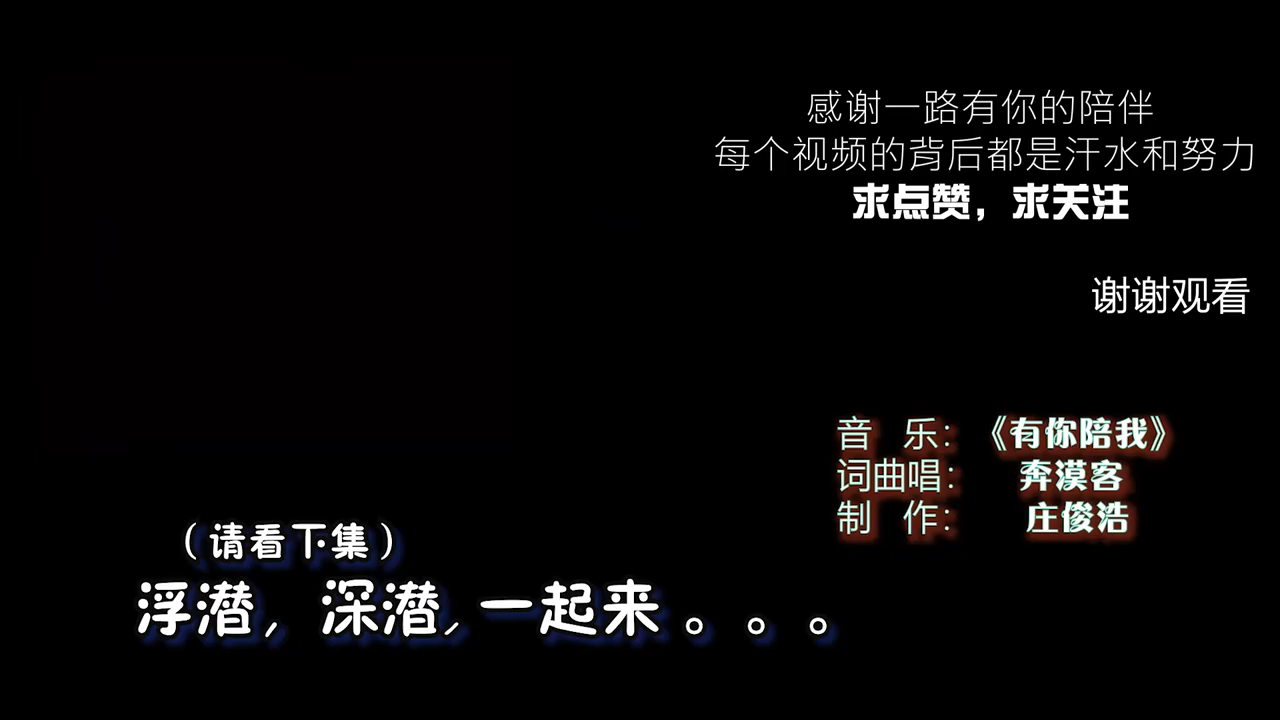 感谢一路有你的陪伴
每个视频的背后都是汗水和努力
求点赞，求关注
谢谢观看
音 乐：《有你陪我》
词曲唱： 奔漠客
制 作： 庄俊浩
（请看下集）
浮潜，深潜，一起来。。。